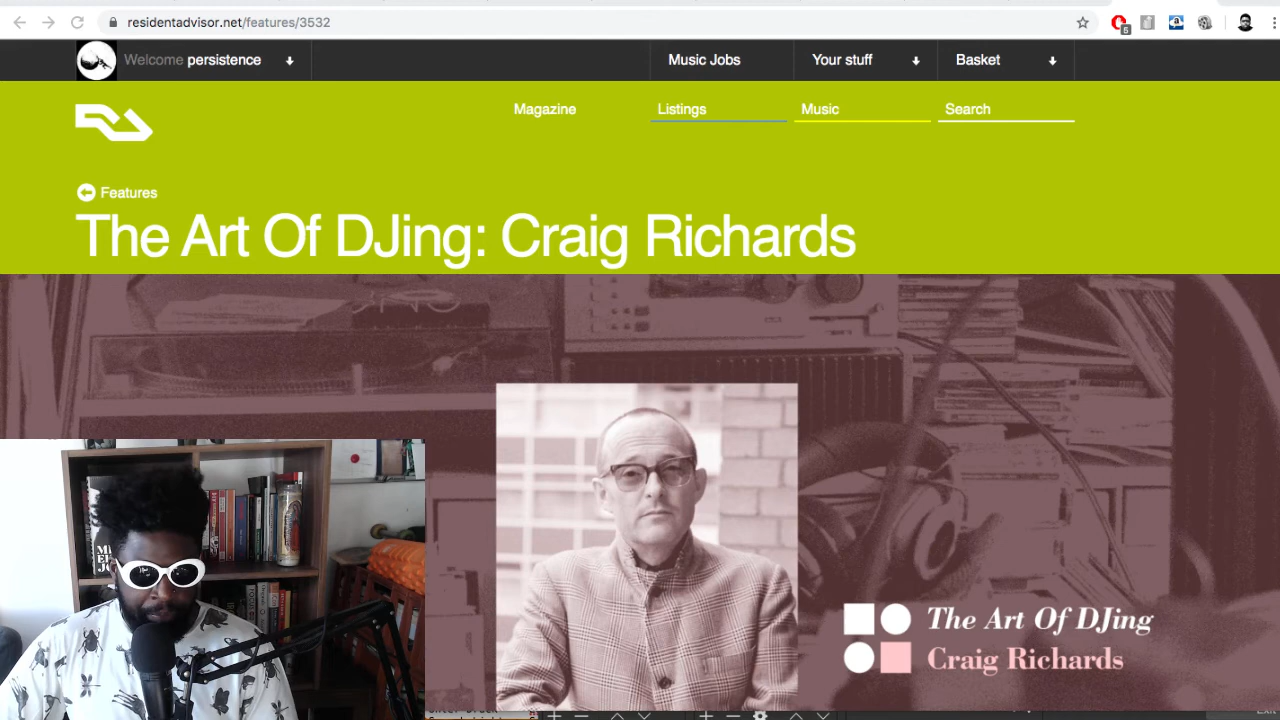 residentadvisor.net/features/3532
5
Welcome persistence
Music Jobs
Your stuff
Basket
Magazine
Listings
Music
Search
Features
The Art Of DJing: Craig Richards
The Art Of DJing
Craig Richards